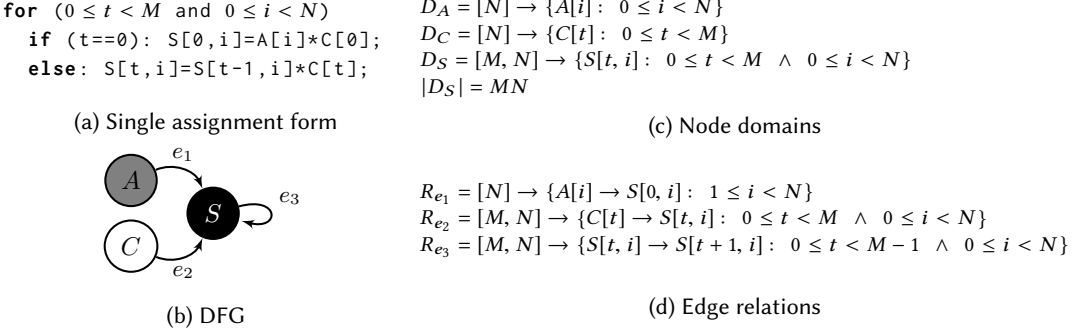 for (0 ≤ t < M and 0 ≤ i < N)
if (t==0): S[0,i]=A[i]*C[0];
else: S[t,i]=S[t-1,i]*C[t];
(a) Single assignment form
A
C
S
e1
e2
e3
(b) DFG
D_A = [N] → {A[i] : 0 ≤ i < N}
D_C = [N] → {C[t] : 0 ≤ t < M}
D_S = [M, N] → {S[t, i] : 0 ≤ t < M ∧ 0 ≤ i < N}
|D_S| = MN
(c) Node domains
R_e1 = [N] → {A[i] → S[0, i] : 1 ≤ i < N}
R_e2 = [M, N] → {C[t] → S[t, i] : 0 ≤ t < M ∧ 0 ≤ i < N}
R_e3 = [M, N] → {S[t, i] → S[t + 1, i] : 0 ≤ t < M − 1 ∧ 0 ≤ i < N}
(d) Edge relations